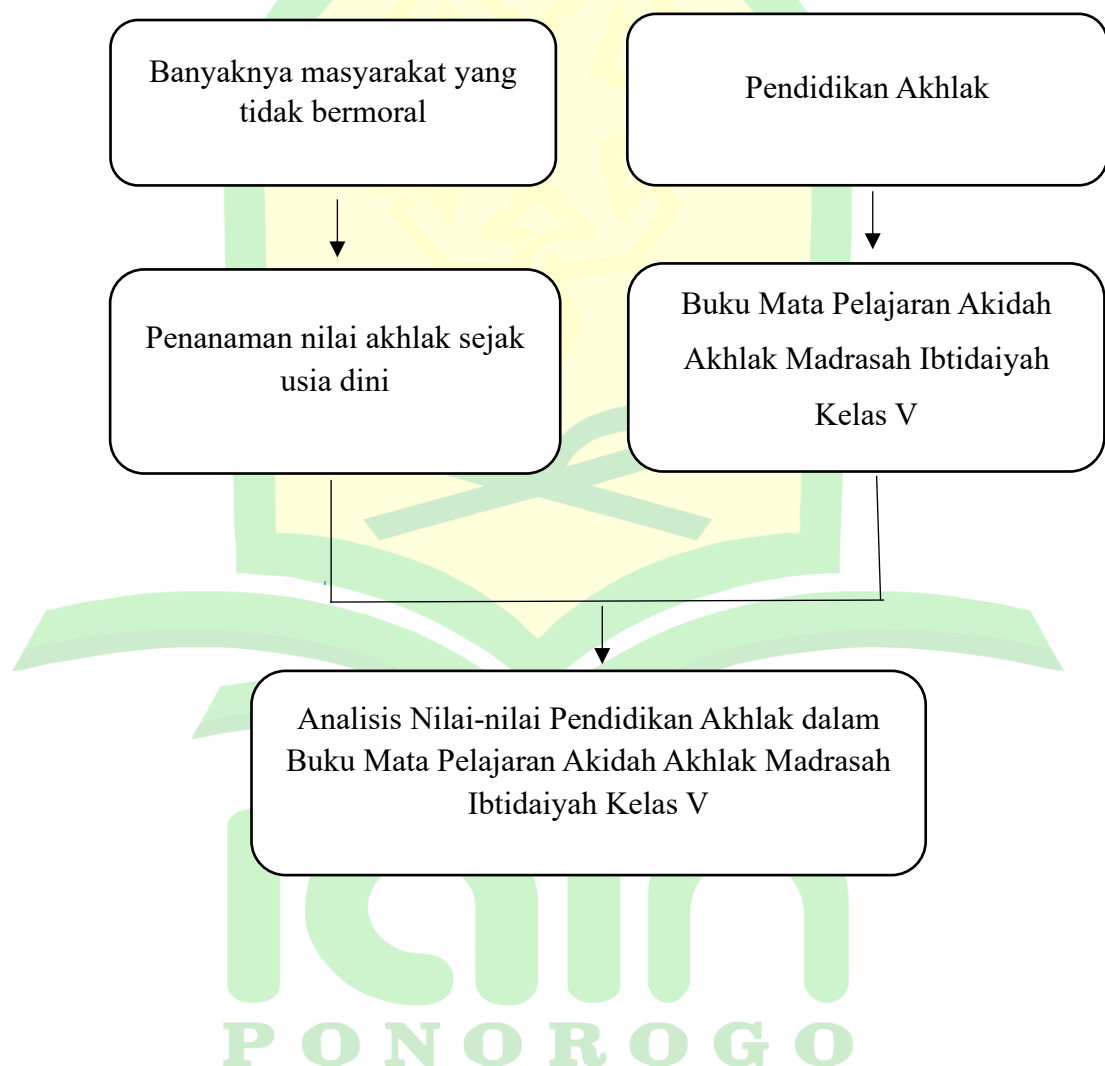 Banyaknya masyarakat yang
tidak bermoral
Pendidikan Akhlak
Penanaman nilai akhlak sejak
usia dini
Buku Mata Pelajaran Akidah
Akhlak Madrasah Ibtidaiyah
Kelas V
Analisis Nilai-nilai Pendidikan Akhlak dalam
Buku Mata Pelajaran Akidah Akhlak Madrasah
Ibtidaiyah Kelas V
iain
PONOROGO